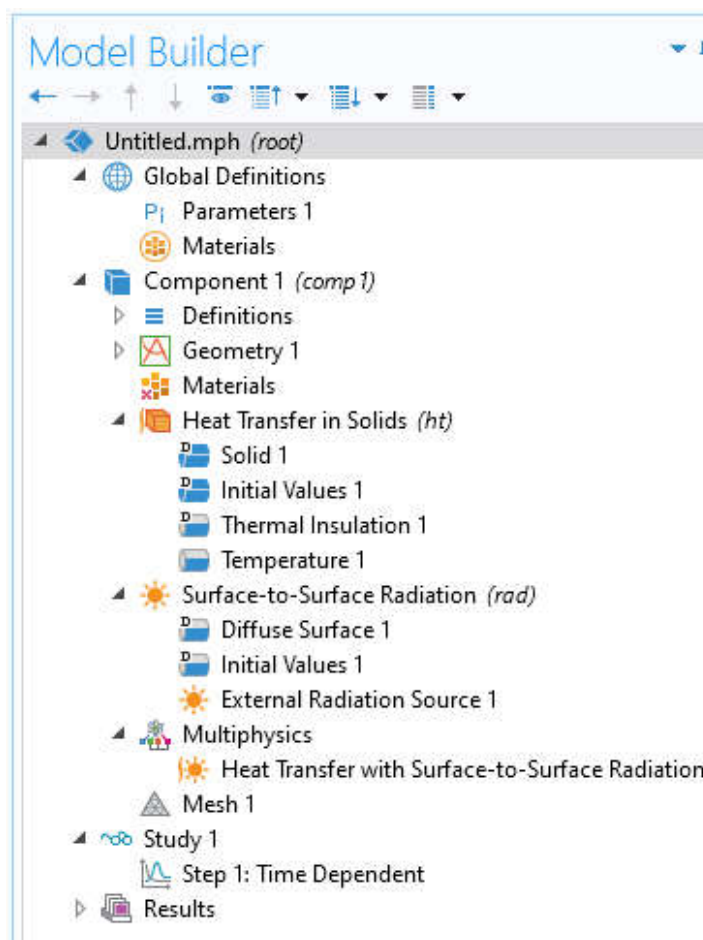 Model Builder
Untitled.mph (root)
Global Definitions
Pi Parameters 1
Materials
Component 1 (comp1)
Definitions
Geometry 1
Materials
Heat Transfer in Solids (ht)
D Solid 1
D Initial Values 1
D Thermal Insulation 1
Temperature 1
Surface-to-Surface Radiation (rad)
D Diffuse Surface 1
D Initial Values 1
External Radiation Source 1
Multiphysics
Heat Transfer with Surface-to-Surface Radiation
Mesh 1
Study 1
Step 1: Time Dependent
Results